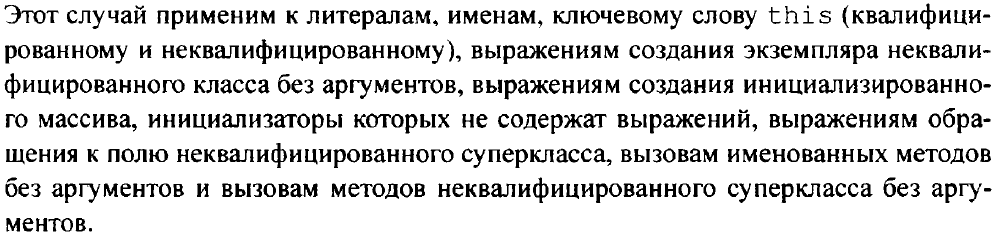 Этот случай применим к литералам, именам, ключевому слову this (квалифици-
рованному и неквалифицированному), выражениям создания экземпляра неквали-
фицированного класса без аргументов, выражениям создания инициализированно-
го массива, инициализаторы которых не содержат выражений, выражениям обра-
щения к полю неквалифицированного суперкласса, вызовам именованных методов
без аргументов и вызовам методов неквалифицированного суперкласса без аргу-
ментов.